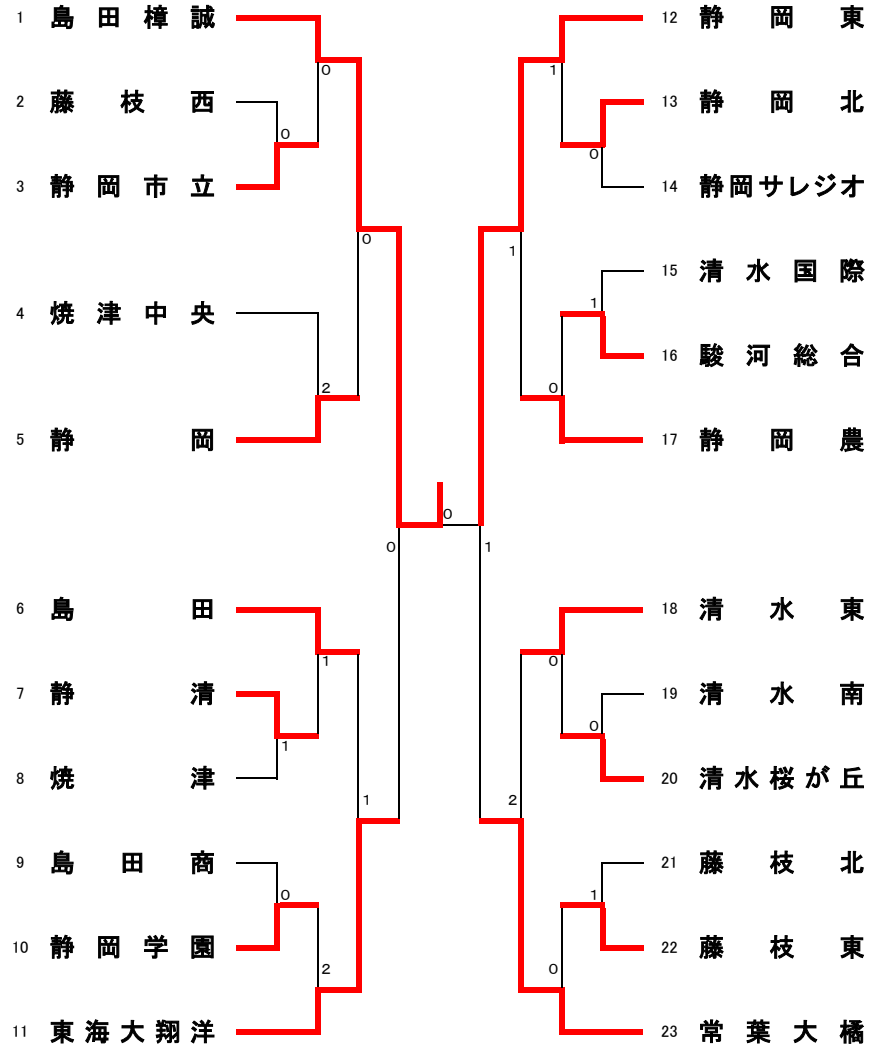 1 島田樟誠
0
2 藤枝西
0
3 静岡市立
0
4 焼津中央
2
5 静岡
0
0
6 島田
1
7 静清
1
8 焼津
1
9 島田商
0
10 静岡学園
2
11 東海大翔洋
12 静岡東
1
13 静岡北
0
14 静岡サレジオ
1
15 清水国際
1
16 駿河総合
0
17 静岡農
1
18 清水東
0
19 清水南
0
20 清水桜が丘
2
21 藤枝北
1
22 藤枝東
0
23 常葉大橘